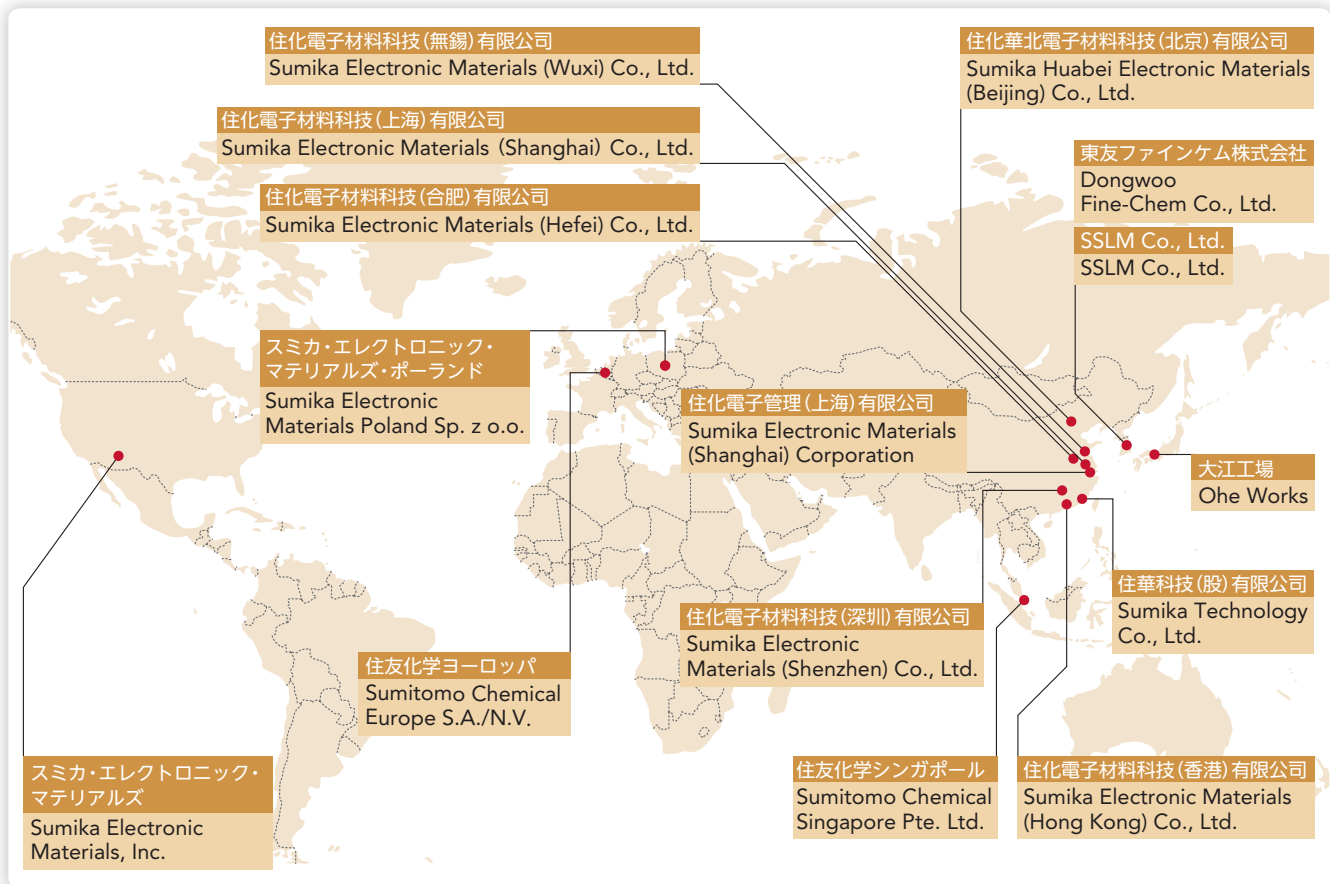 住化電子材料科技(無錫)有限公司
Sumika Electronic Materials (Wuxi) Co., Ltd.
住化電子材料科技(上海)有限公司
Sumika Electronic Materials (Shanghai) Co., Ltd.
住化電子材料科技(合肥)有限公司
Sumika Electronic Materials (Hefei) Co., Ltd.
住化華北電子材料科技(北京)有限公司
Sumika Huabei Electronic Materials
(Beijing) Co., Ltd.
東友ファインケム株式会社
Dongwoo
Fine-Chem Co., Ltd.
SSLM Co., Ltd.
SSLM Co., Ltd.
スミカ・エレクトロニック・
マテリアルズ・ポーランド
Sumika Electronic
Materials Poland Sp. z o.o.
住化電子管理(上海)有限公司
Sumika Electronic Materials
(Shanghai) Corporation
大江工場
Ohe Works
住華科技(股)有限公司
Sumika Technology
Co., Ltd.
住化電子材料科技(深圳)有限公司
Sumika Electronic
Materials (Shenzhen) Co., Ltd.
住友化学ヨーロッパ
Sumitomo Chemical
Europe S.A./N.V.
スミカ・エレクトロニック・
マテリアルズ
Sumika Electronic
Materials, Inc.
住友化学シンガポール
Sumitomo Chemical
Singapore Pte. Ltd.
住化電子材料科技(香港)有限公司
Sumika Electronic Materials
(Hong Kong) Co., Ltd.